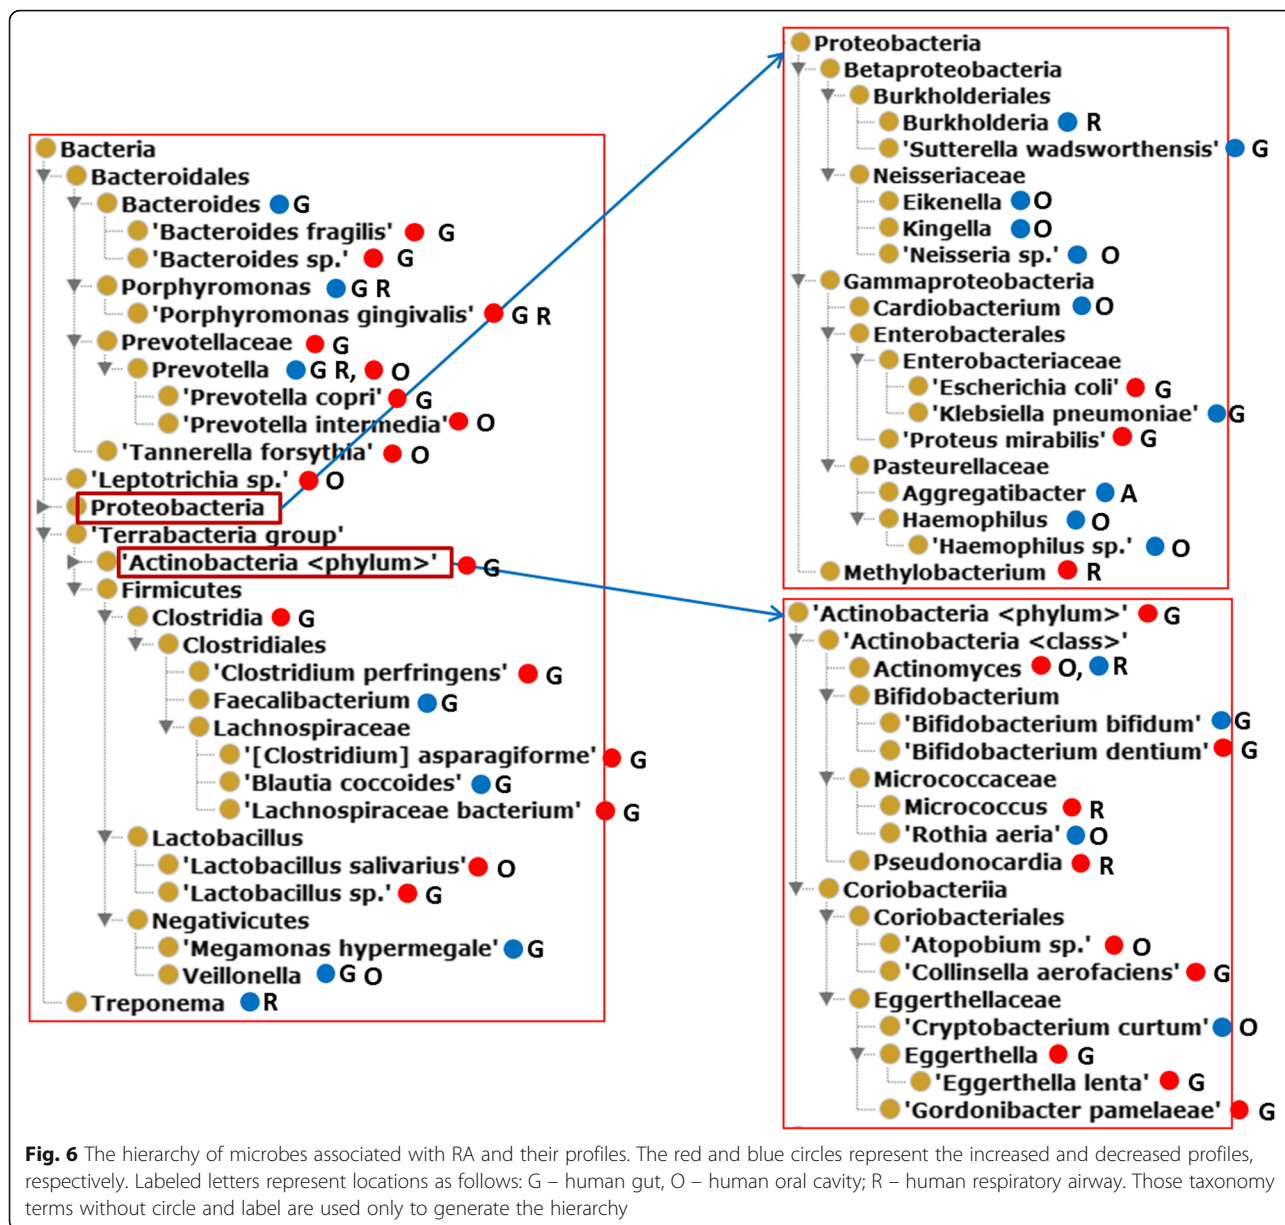 Bacteria
Bacteroidales
Bacteroides G
'Bacteroides fragilis' G
'Bacteroides sp.' G
Porphyromonas G R
'Porphyromonas gingivalis' G R
Prevotellaceae G
Prevotella G R, O
'Prevotella copri' G
'Prevotella intermedia' O
'Tannerella forsythia' O
'Leptotrichia sp.' O
Proteobacteria
'Terrabacteria group'
'Actinobacteria <phylum>' G
Firmicutes
Clostridia G
Clostridiales
'Clostridium perfringens' G
Faecalibacterium G
Lachnospiraceae
'[Clostridium] asparagiforme' G
'Blautia coccoides' G
'Lachnospiraceae bacterium' G
Lactobacillus
'Lactobacillus salivarius' O
'Lactobacillus sp.' G
Negativicutes
'Megamonas hypermegale' G
Veillonella G O
Treponema R
Proteobacteria
Betaproteobacteria
Burkholderiales
Burkholderia R
'Sutterella wadsworthensis' G
Neisseriaceae
Eikenella O
Kingella O
'Neisseria sp.' O
Gammaproteobacteria
Cardiobacterium O
Enterobacterales
Enterobacteriaceae
'Escherichia coli' G
'Klebsiella pneumoniae' G
'Proteus mirabilis' G
Pasteurellaceae
Aggregatibacter A
Haemophilus O
'Haemophilus sp.' O
Methylobacterium R
'Actinobacteria <phylum>' G
'Actinobacteria <class>'
Actinomyces O, R
Bifidobacterium
'Bifidobacterium bifidum' G
'Bifidobacterium dentium' G
Micrococcaceae
Micrococcus R
'Rothia aeria' O
Pseudonocardia R
Coriobacteriia
Coriobacteriales
'Atopobium sp.' O
'Collinsella aerofaciens' G
Eggerthellaceae
'Cryptobacterium curtum' O
Eggerthella G
'Eggerthella lenta' G
'Gordonibacter pamelaeae' G
Fig. 6 The hierarchy of microbes associated with RA and their profiles. The red and blue circles represent the increased and decreased profiles,
respectively. Labeled letters represent locations as follows: G – human gut, O – human oral cavity; R – human respiratory airway. Those taxonomy
terms without circle and label are used only to generate the hierarchy